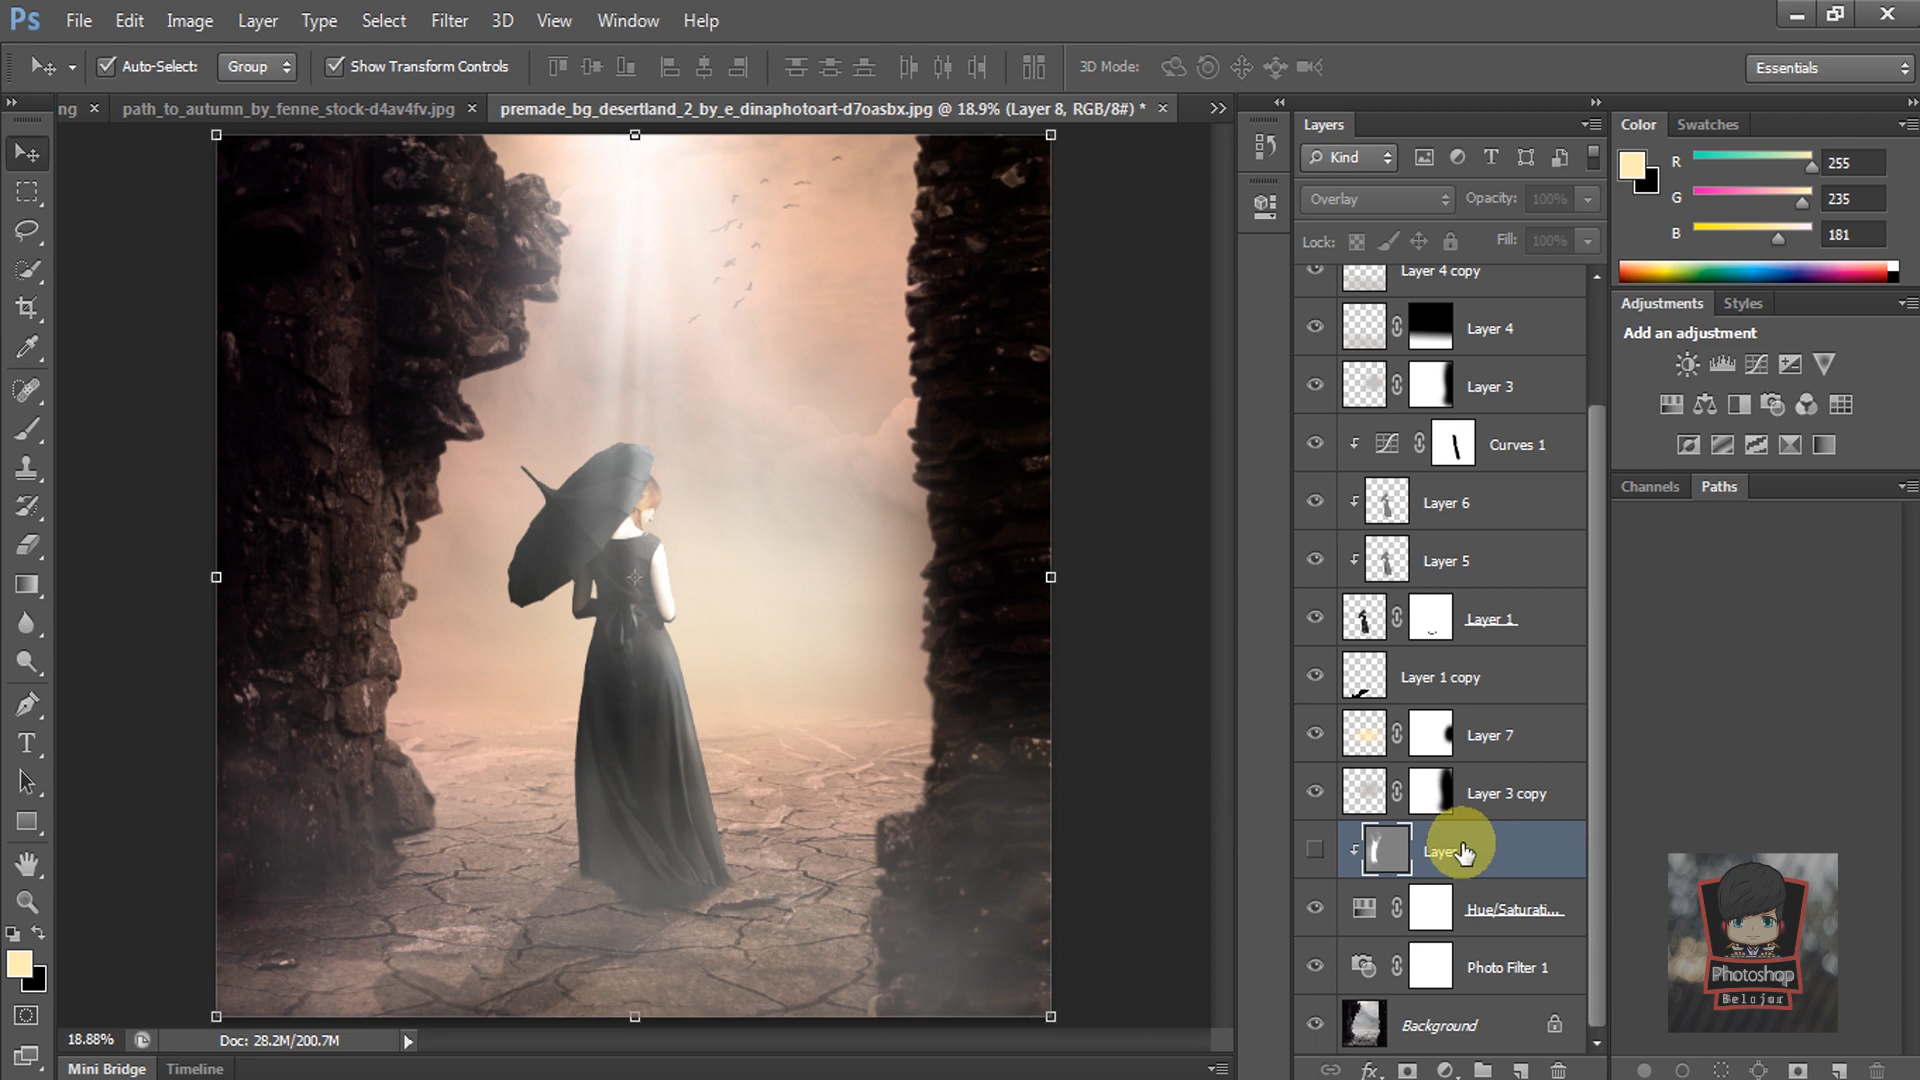 Ps File Edit Image Layer Type Select Filter 3D View Window Help
Auto-Select: Group Show Transform Controls 3D Mode: Essentials
ng × path_to_autumn_by_fenne_stock-d4av4fv.jpg × premade_bg_desertland_2_by_e_dinaphotoart-d7oasbx.jpg @ 18.9% (Layer 8, RGB/8#) * ×
Layers
Kind
Overlay Opacity: 100%
Lock: Fill: 100%
Layer 4 copy
Layer 4
Layer 3
Curves 1
Layer 6
Layer 5
Layer 1
Layer 1 copy
Layer 7
Layer 3 copy
Laye
Hue/Saturati...
Photo Filter 1
Background
Color Swatches
R 255
G 235
B 181
Adjustments Styles
Add an adjustment
Channels Paths
Photoshop
Belajar
18.88% Doc: 28.2M/200.7M
Mini Bridge Timeline